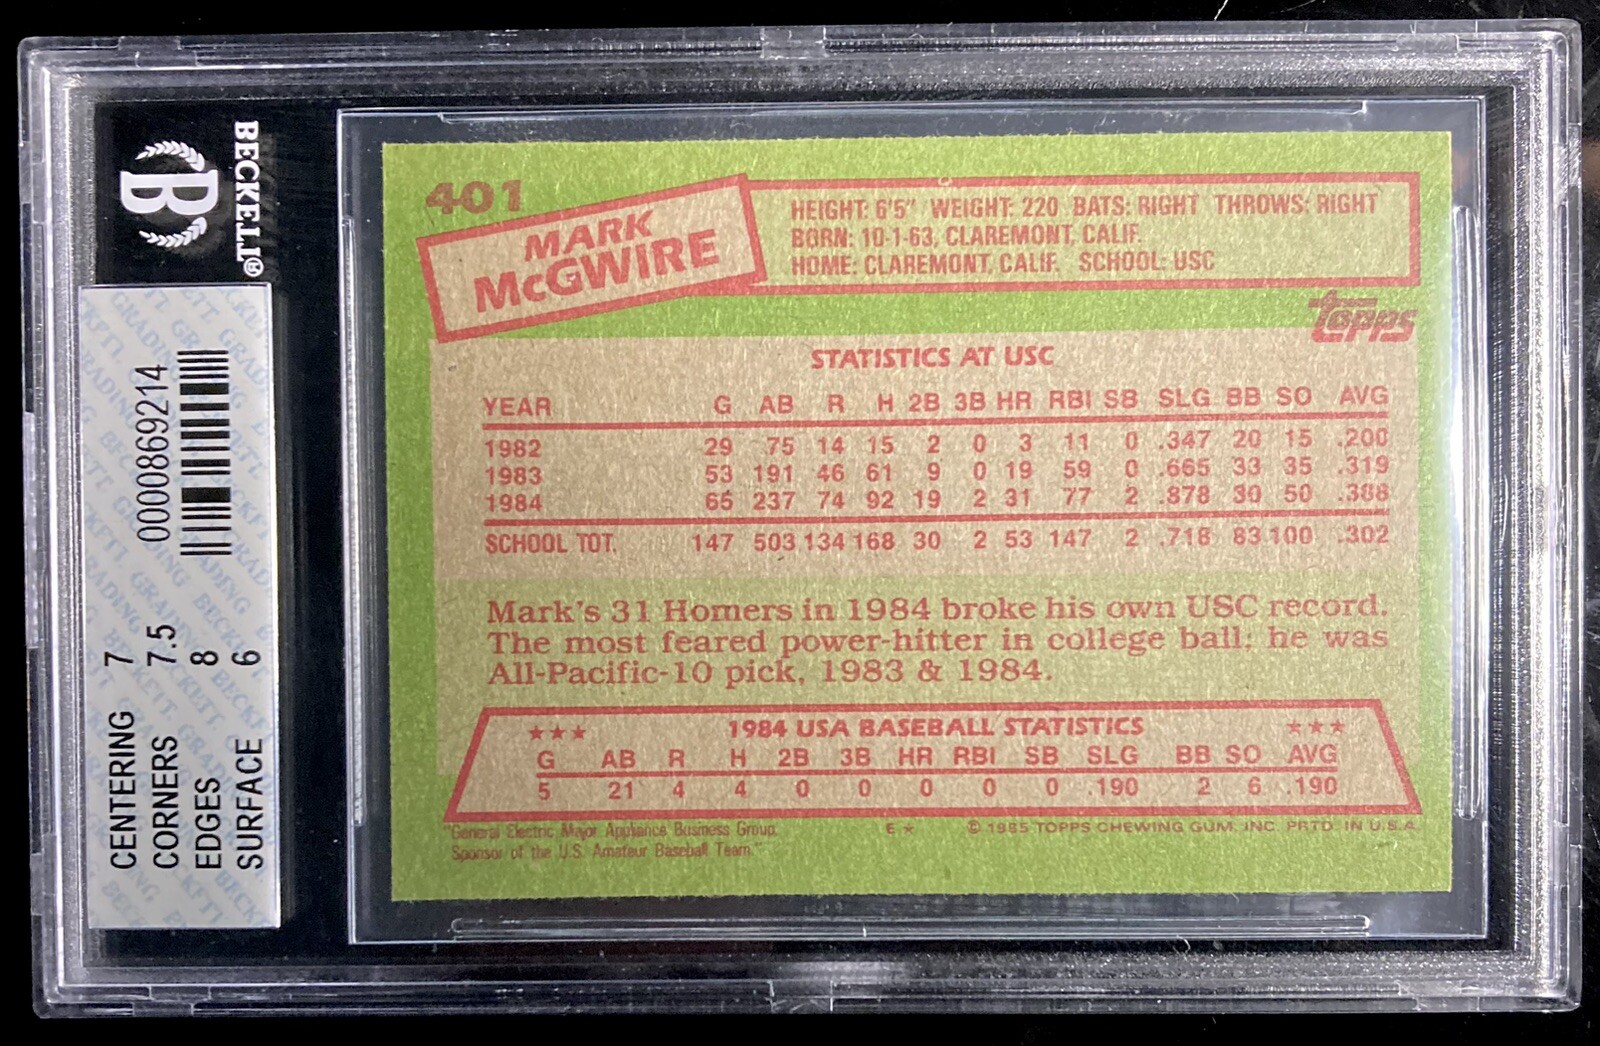 BECKETT®
B
0000869214
CENTERING 7
CORNERS 7.5
EDGES 8
SURFACE 6
401
MARK
McGWIRE
HEIGHT: 6'5" WEIGHT: 220 BATS: RIGHT THROWS: RIGHT
BORN: 10-1-63, CLAREMONT, CALIF.
HOME: CLAREMONT, CALIF. SCHOOL: USC
Topps
STATISTICS AT USC
YEAR G AB R H 2B 3B HR RBI SB SLG BB SO AVG
1982 29 75 14 15 2 0 3 11 0 .347 20 15 .200
1983 53 191 46 61 9 0 19 59 0 .665 33 35 .319
1984 65 237 74 92 19 2 31 77 2 .878 30 50 .388
SCHOOL TOT. 147 503 134 168 30 2 53 147 2 .718 83 100 .302
Mark's 31 Homers in 1984 broke his own USC record.
The most feared power-hitter in college ball; he was
All-Pacific-10 pick, 1983 & 1984.
★★★ 1984 USA BASEBALL STATISTICS ★★★
G AB R H 2B 3B HR RBI SB SLG BB SO AVG
5 21 4 4 0 0 0 0 0 .190 2 6 .190
"General Electric Major Appliance Business Group.
Sponsor of the U.S. Amateur Baseball Team."
E★
© 1985 TOPPS CHEWING GUM, INC. PRTD. IN U.S.A.